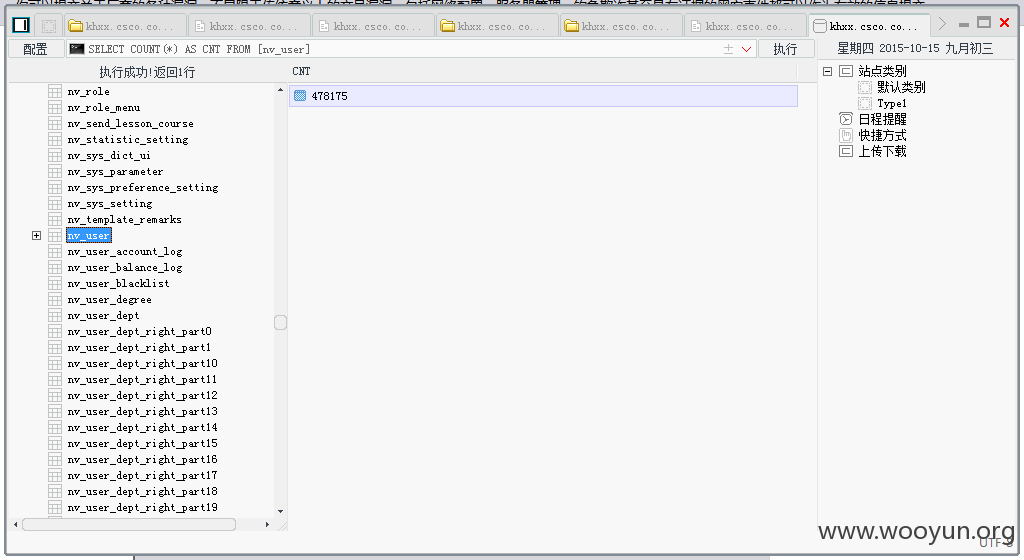 khxx.csco.co...
khxx.csco.co...
khxx.csco.co...
khxx.csco.co...
khxx.csco.co...
khxx.csco.co...
khxx.csco.co...
配置
SELECT COUNT(*) AS CNT FROM [nv_user]
执行
星期四 2015-10-15 九月初三
执行成功!返回1行
nv_role
nv_role_menu
nv_send_lesson_course
nv_statistic_setting
nv_sys_dict_ui
nv_sys_parameter
nv_sys_preference_setting
nv_sys_setting
nv_template_remarks
nv_user
nv_user_account_log
nv_user_balance_log
nv_user_blacklist
nv_user_degree
nv_user_dept
nv_user_dept_right_part0
nv_user_dept_right_part1
nv_user_dept_right_part10
nv_user_dept_right_part11
nv_user_dept_right_part12
nv_user_dept_right_part13
nv_user_dept_right_part14
nv_user_dept_right_part15
nv_user_dept_right_part16
nv_user_dept_right_part17
nv_user_dept_right_part18
nv_user_dept_right_part19
CNT
478175
站点类别
默认类别
Type1
日程提醒
快捷方式
上传下载
www.wooyun.org
UTF-8